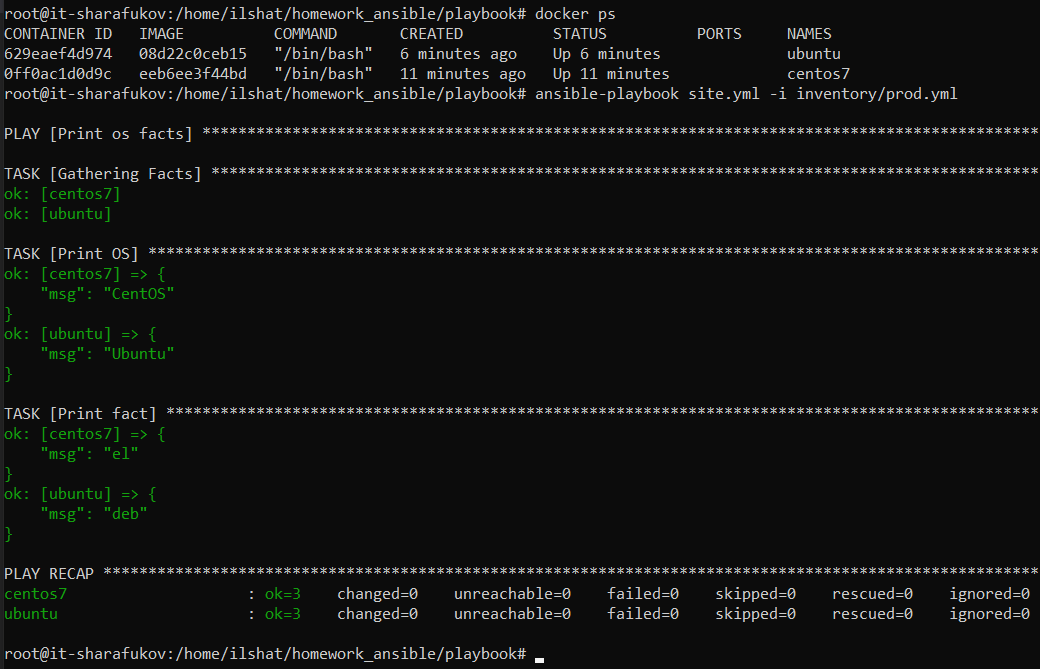 root@it-sharafukov:/home/ilshat/homework_ansible/playbook# docker ps
CONTAINER ID   IMAGE          COMMAND       CREATED          STATUS          PORTS     NAMES
629eaef4d974   08d22c0ceb15   "/bin/bash"   6 minutes ago    Up 6 minutes              ubuntu
0ff0ac1d0d9c   eeb6ee3f44bd   "/bin/bash"   11 minutes ago   Up 11 minutes             centos7
root@it-sharafukov:/home/ilshat/homework_ansible/playbook# ansible-playbook site.yml -i inventory/prod.yml

PLAY [Print os facts] *********************************************************************************************

TASK [Gathering Facts] ********************************************************************************************
ok: [centos7]
ok: [ubuntu]

TASK [Print OS] ***************************************************************************************************
ok: [centos7] => {
    "msg": "CentOS"
}
ok: [ubuntu] => {
    "msg": "Ubuntu"
}

TASK [Print fact] *************************************************************************************************
ok: [centos7] => {
    "msg": "el"
}
ok: [ubuntu] => {
    "msg": "deb"
}

PLAY RECAP ********************************************************************************************************
centos7                    : ok=3    changed=0    unreachable=0    failed=0    skipped=0    rescued=0    ignored=0
ubuntu                     : ok=3    changed=0    unreachable=0    failed=0    skipped=0    rescued=0    ignored=0

root@it-sharafukov:/home/ilshat/homework_ansible/playbook#